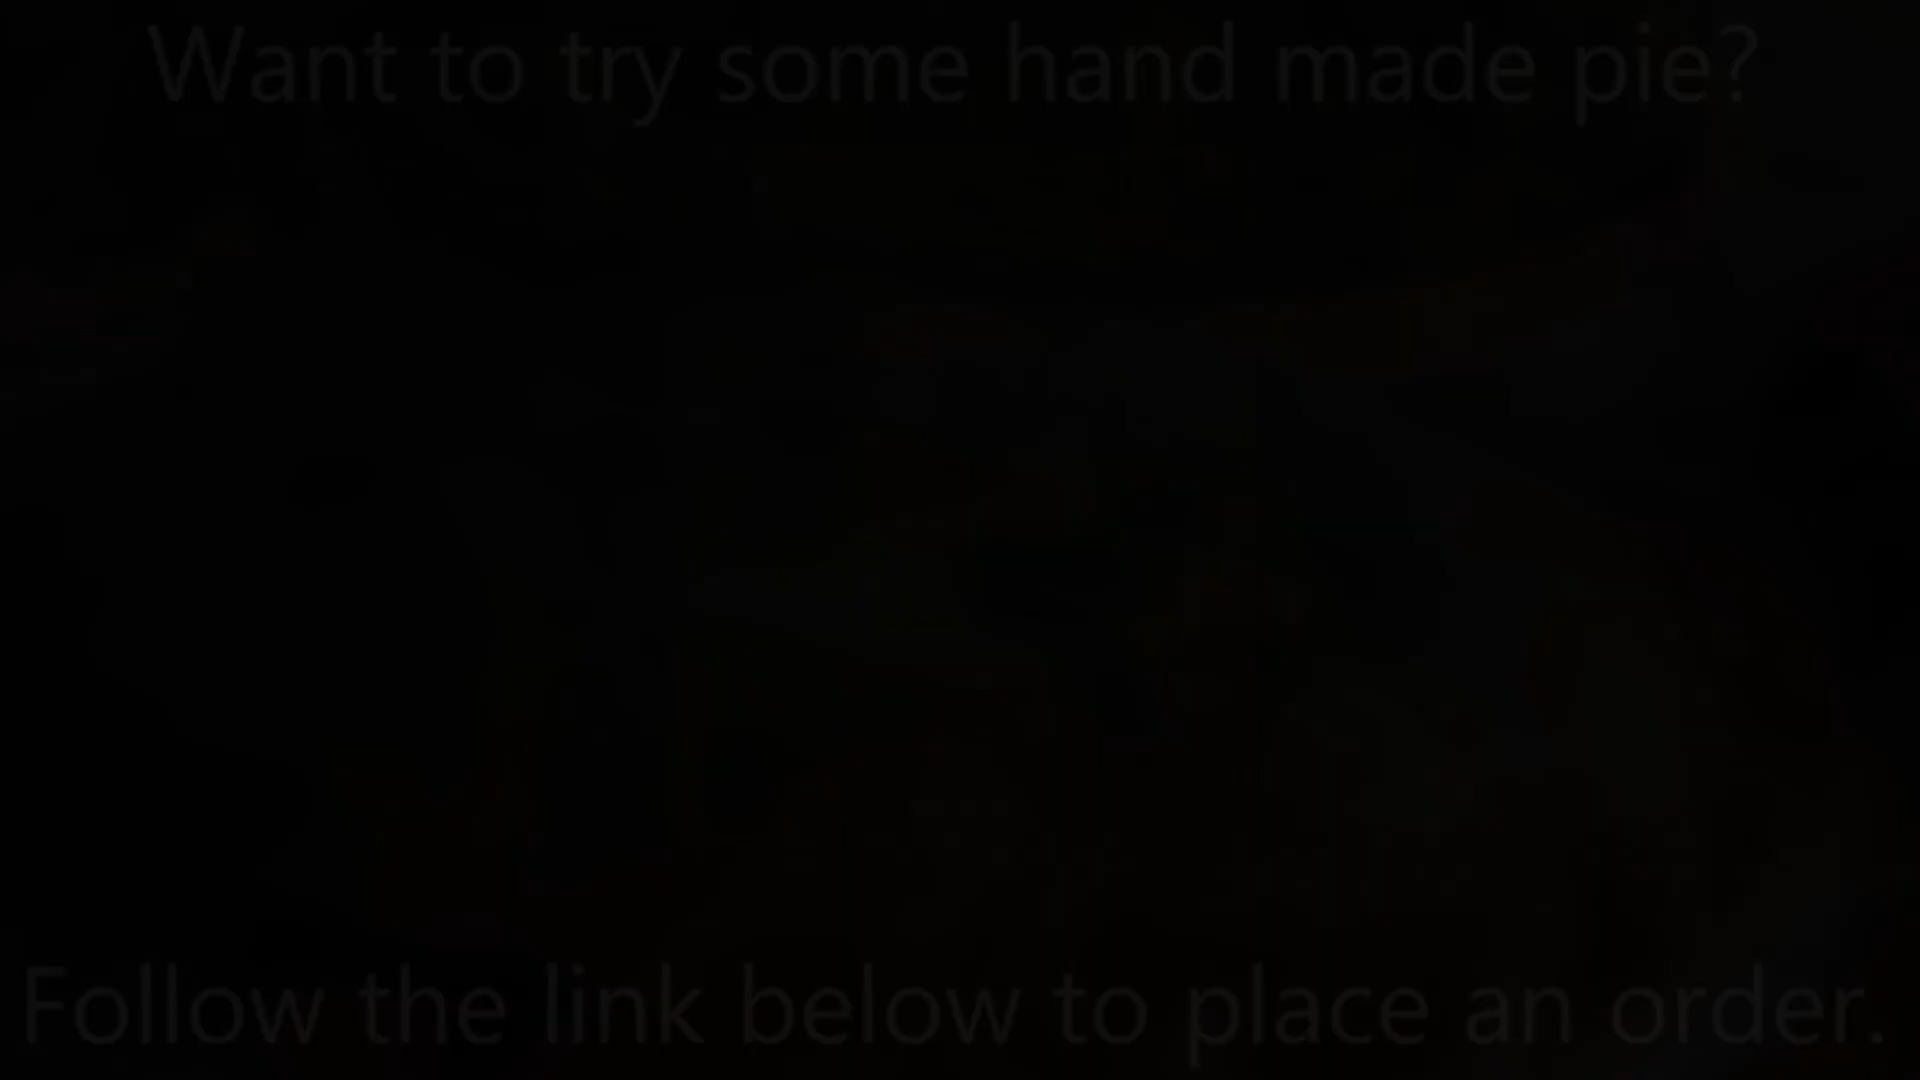 Want to try some hand made pie?
Follow the link below to place an order.